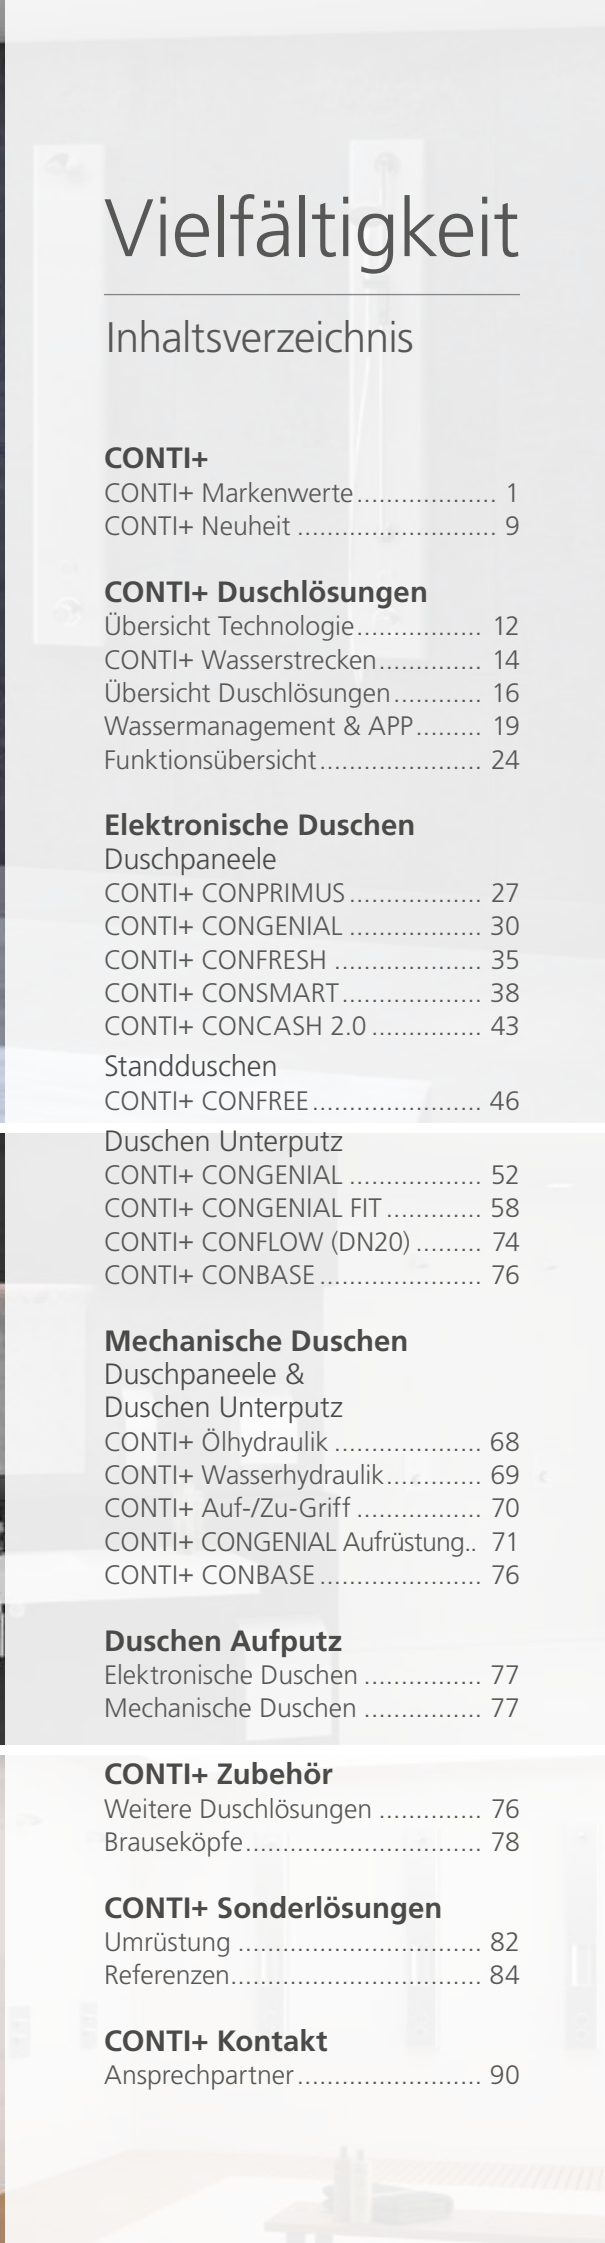 Vielfältigkeit
Inhaltsverzeichnis
CONTI+
CONTI+ Markenwerte................... 1
CONTI+ Neuheit ........................... 9
CONTI+ Duschlösungen
Übersicht Technologie................. 12
CONTI+ Wasserstrecken.............. 14
Übersicht Duschlösungen............ 16
Wassermanagement & APP......... 19
Funktionsübersicht...................... 24
Elektronische Duschen
Duschpaneele
CONTI+ CONPRIMUS.................. 27
CONTI+ CONGENIAL .................. 30
CONTI+ CONFRESH .................... 35
CONTI+ CONSMART................... 38
CONTI+ CONCASH 2.0 ............... 43
Standduschen
CONTI+ CONFREE....................... 46
Duschen Unterputz
CONTI+ CONGENIAL .................. 52
CONTI+ CONGENIAL FIT............. 58
CONTI+ CONFLOW (DN20) ......... 74
CONTI+ CONBASE...................... 76
Mechanische Duschen
Duschpaneele &
Duschen Unterputz
CONTI+ Ölhydraulik .................... 68
CONTI+ Wasserhydraulik............. 69
CONTI+ Auf-/Zu-Griff ................. 70
CONTI+ CONGENIAL Aufrüstung.. 71
CONTI+ CONBASE...................... 76
Duschen Aufputz
Elektronische Duschen ................ 77
Mechanische Duschen ................ 77
CONTI+ Zubehör
Weitere Duschlösungen .............. 76
Brauseköpfe................................ 78
CONTI+ Sonderlösungen
Umrüstung ................................. 82
Referenzen.................................. 84
CONTI+ Kontakt
Ansprechpartner......................... 90